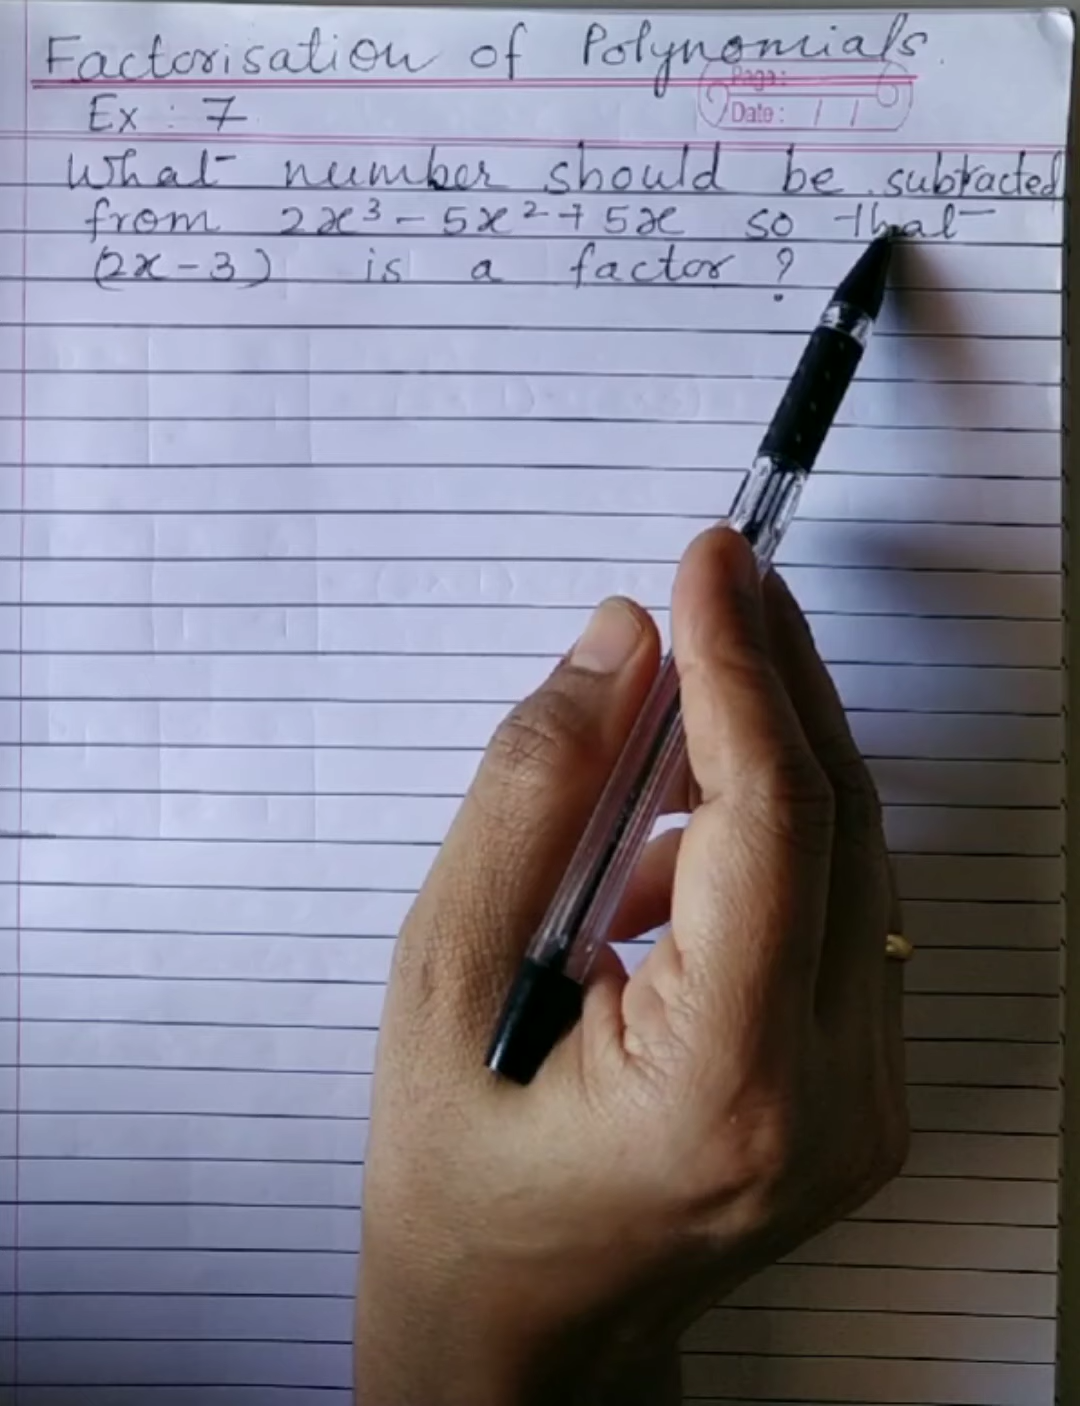 Factorisation of Polynomials.
Page:
Ex : 7
Date : / /
What number should be subtracted
from 2x³ - 5x² + 5x so that
(2x - 3) is a factor ?